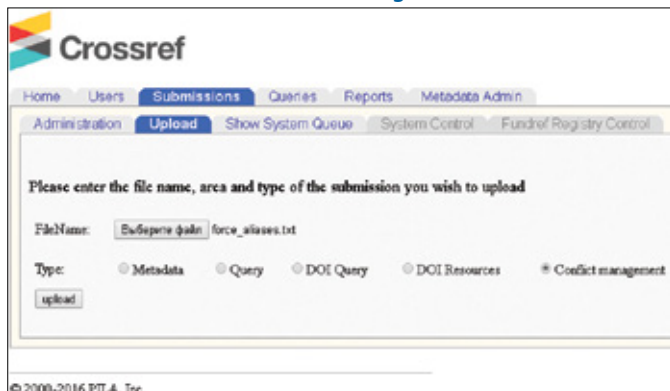 Crossref
Home Users Submissions Queries Reports Metadata Admin
Administration Upload Show System Queue System Control Fundref Registry Control
Please enter the file name, area and type of the submission you wish to upload
FileName: Выберите файл force_aliases.txt
Type: Metadata Query DOI Query DOI Resources Conflict management
upload
© 2000-2016 PILA, Inc